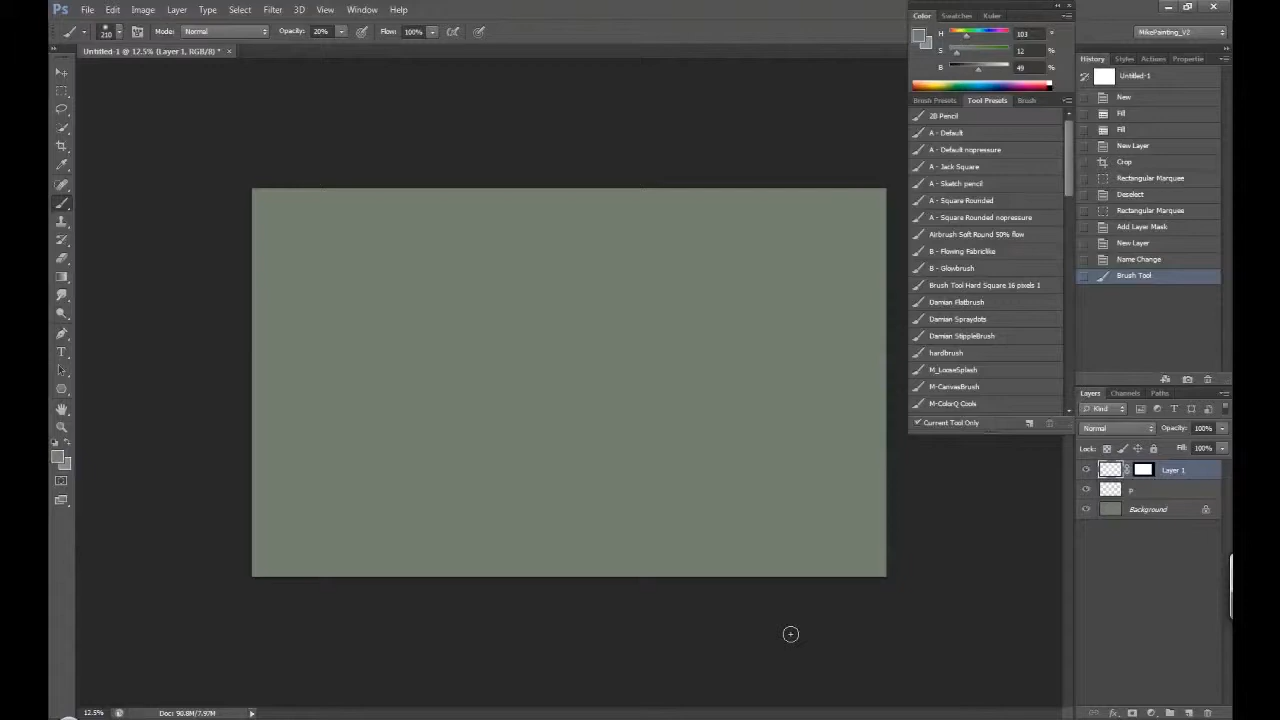 Ps File Edit Image Layer Type Select Filter 3D View Window Help
210 Mode: Normal Opacity: 20% Flow: 100%
MikePainting_V2
Untitled-1 @ 12.5% (Layer 1, RGB/8) * ×
Color Swatches Kuler
H 103 °
S 12 %
B 49 %
Brush Presets Tool Presets Brush
2B Pencil
A - Default
A - Default nopressure
A - Jack Square
A - Sketch pencil
A - Square Rounded
A - Square Rounded nopressure
Airbrush Soft Round 50% flow
B - Flowing Fabriclike
B - Glowbrush
Brush Tool Hard Square 16 pixels 1
Damian Flatbrush
Damian Spraydots
Damian StippleBrush
hardbrush
M_LooseSplash
M-CanvasBrush
M-ColorQ Cools
Current Tool Only
History Styles Actions Propertie
Untitled-1
New
Fill
Fill
New Layer
Crop
Rectangular Marquee
Deselect
Rectangular Marquee
Add Layer Mask
New Layer
Name Change
Brush Tool
Layers Channels Paths
Kind
Normal Opacity: 100%
Lock: Fill: 100%
Layer 1
P
Background
12.5% Doc: 90.8M/7.97M